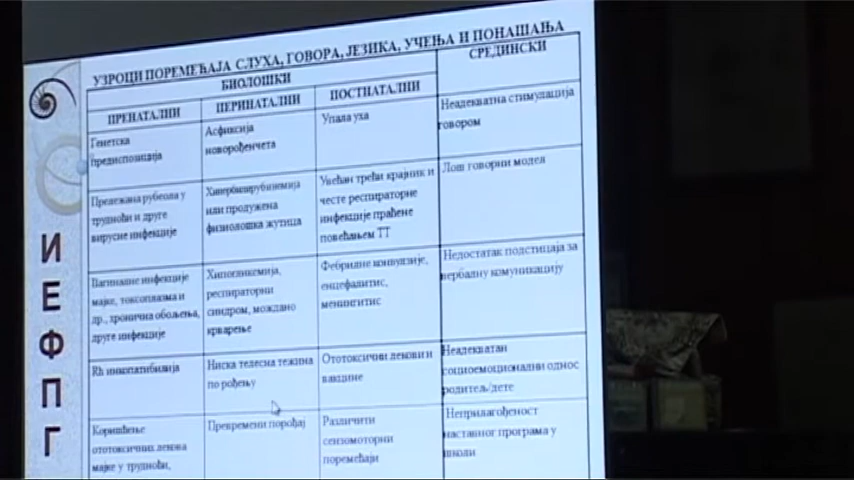 УЗРОЦИ ПОРЕМЕЋАЈА СЛУХА, ГОВОРА, ЈЕЗИКА, УЧЕЊА И ПОНАШАЊА
БИОЛОШКИ
СРЕДИНСКИ
ПРЕНАТАЛНИ
ПЕРИНАТАЛНИ
ПОСТНАТАЛНИ
Генетска
предиспозиција
Асфиксија
новорођенчета
Упала уха
Неадекватна стимулација
говором
Прележана рубеола у
трудноћи и друге
вирусне инфекције
Хипербилирубинемија
или продужена
физиолошка жутица
Увећан трећи крајник и
честе респираторне
инфекције праћене
повећањем ТТ
Лош говорни модел
Вагиналне инфекције
мајке, токсоплазма и
др., хронична обољења,
друге инфекције
Хипогликемија,
респираторни
синдром, мождано
крварење
Фебрилне конвулзије,
енцефалитис,
менингитис
Недостатак подстицаја за
вербалну комуникацију
Rh инкопатибилија
Ниска телесна тежина
по рођењу
Ототоксични лекови и
вакцине
Неадекватан
социоемоционални однос
родитељ/дете
Коришћење
ототоксичних лекова
мајке у трудноћи,
Превремени порођај
Различити
сензомоторни
поремећаји
Неприлагођеност
наставног програма у
школи
И
Е
Ф
П
Г